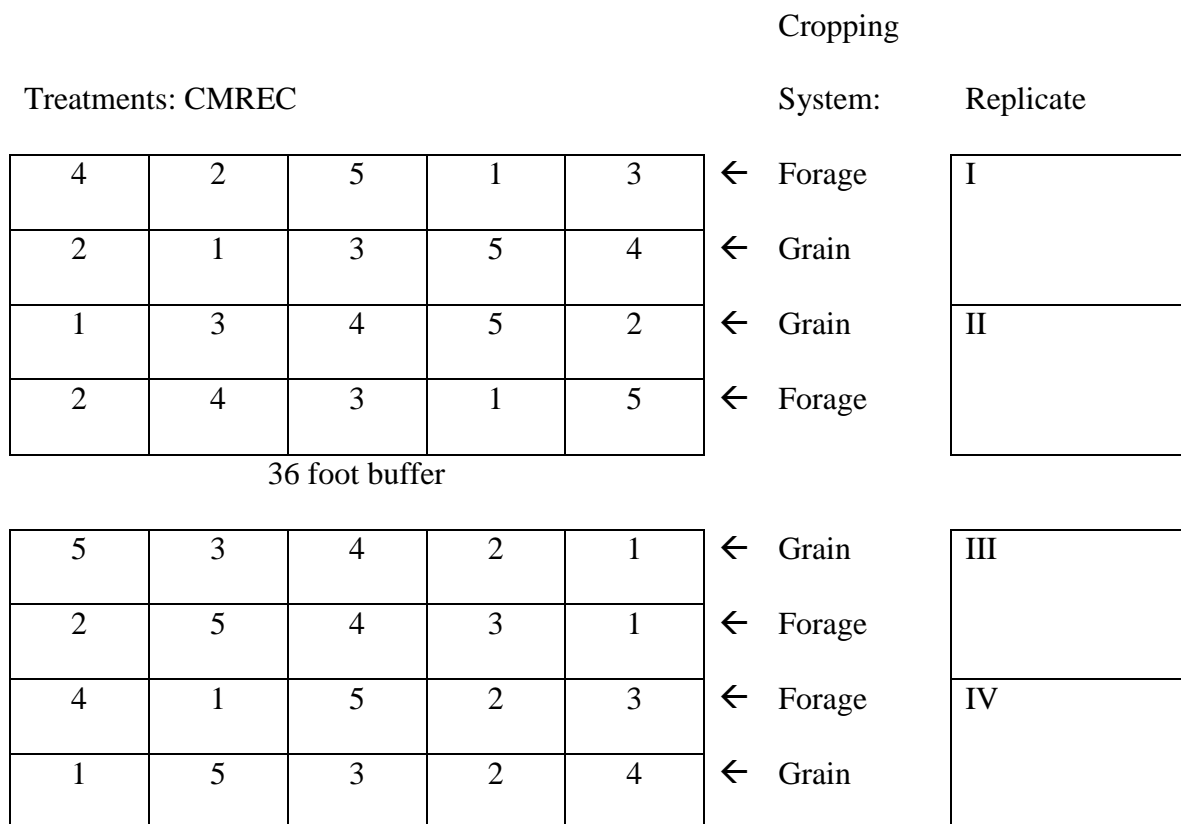 Cropping
Treatments: CMREC System: Replicate
4 2 5 1 3 ← Forage I
2 1 3 5 4 ← Grain
1 3 4 5 2 ← Grain II
2 4 3 1 5 ← Forage
36 foot buffer
5 3 4 2 1 ← Grain III
2 5 4 3 1 ← Forage
4 1 5 2 3 ← Forage IV
1 5 3 2 4 ← Grain